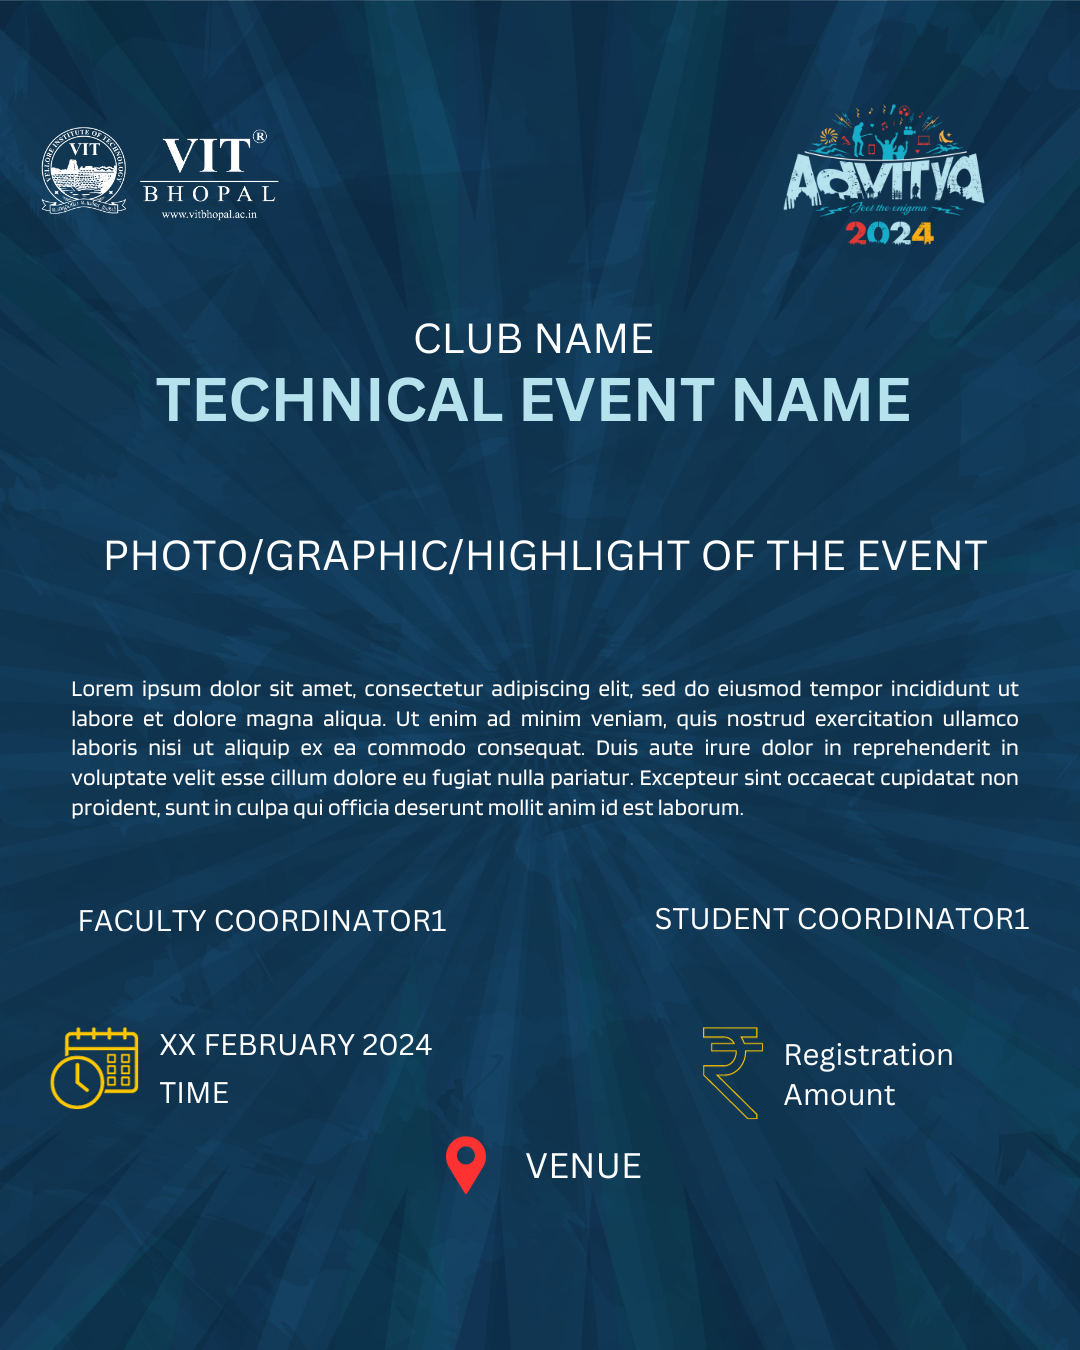 VELLORE INSTITUTE OF TECHNOLOGY
VIT
VIT®
BHOPAL
www.vitbhopal.ac.in
AdVITYA
Feel the enigma
2024
CLUB NAME
TECHNICAL EVENT NAME
PHOTO/GRAPHIC/HIGHLIGHT OF THE EVENT
Lorem ipsum dolor sit amet, consectetur adipiscing elit, sed do eiusmod tempor incididunt ut
labore et dolore magna aliqua. Ut enim ad minim veniam, quis nostrud exercitation ullamco
laboris nisi ut aliquip ex ea commodo consequat. Duis aute irure dolor in reprehenderit in
voluptate velit esse cillum dolore eu fugiat nulla pariatur. Excepteur sint occaecat cupidatat non
proident, sunt in culpa qui officia deserunt mollit anim id est laborum.
FACULTY COORDINATOR1
STUDENT COORDINATOR1
XX FEBRUARY 2024
TIME
₹
Registration
Amount
VENUE